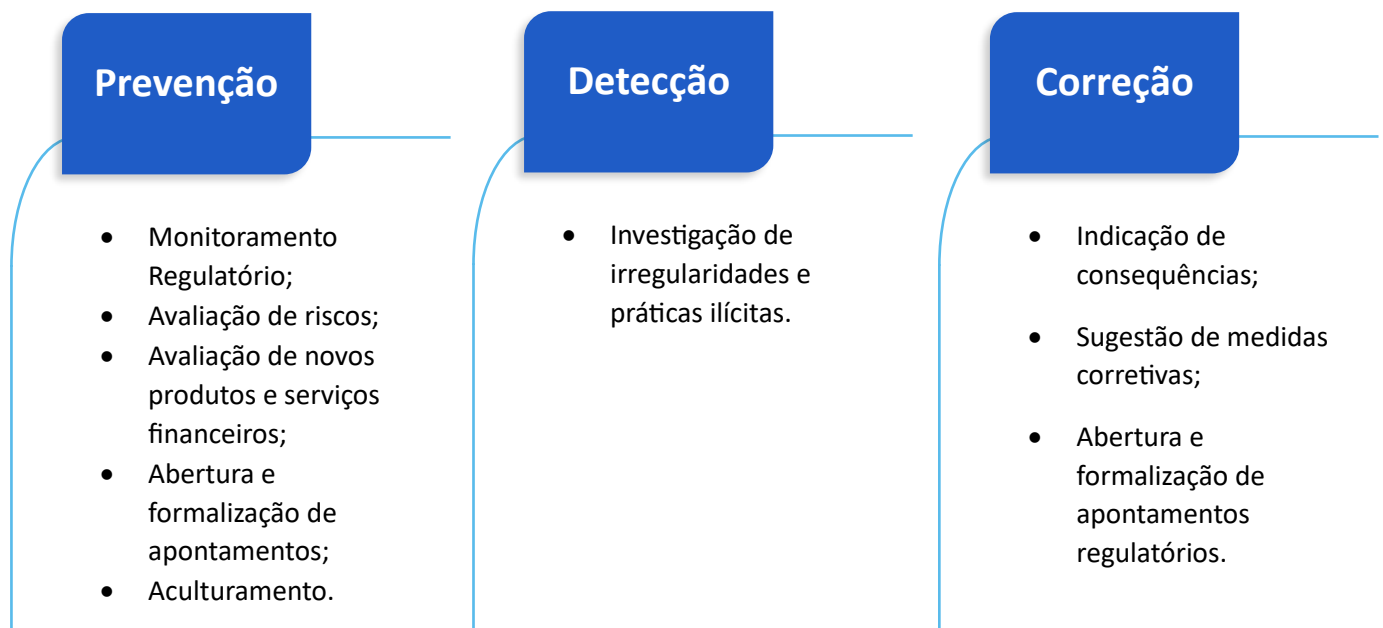 Prevenção
• Monitoramento
Regulatório;
• Avaliação de riscos;
• Avaliação de novos
produtos e serviços
financeiros;
• Abertura e
formalização de
apontamentos;
• Aculturamento.
Detecção
• Investigação de
irregularidades e
práticas ilícitas.
Correção
• Indicação de
consequências;
• Sugestão de medidas
corretivas;
• Abertura e
formalização de
apontamentos
regulatórios.